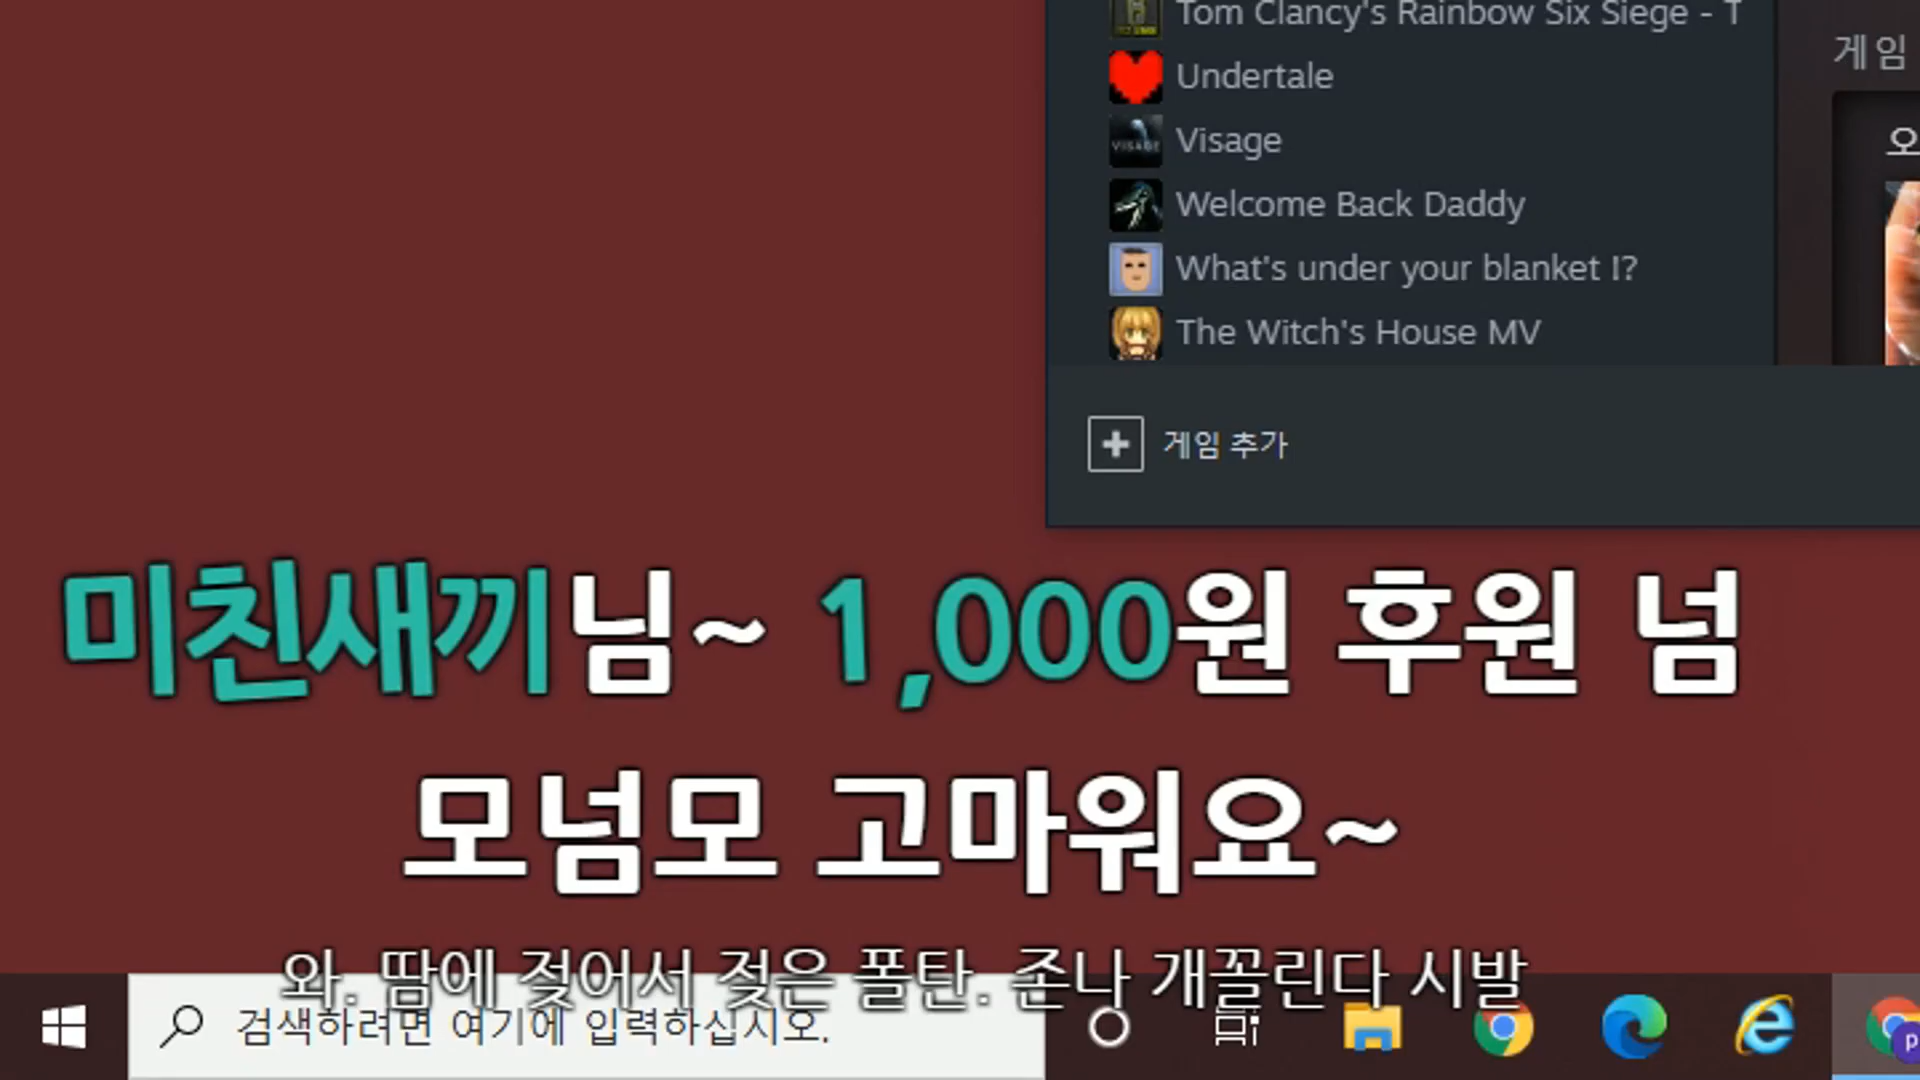 Tom Clancy's Rainbow Six Siege - T
게임
Undertale
오
VISAGE
Visage
Welcome Back Daddy
What's under your blanket !?
The Witch's House MV
게임 추가
미친새끼님~ 1,000원 후원 넘
모넘모 고마워요~
와. 땀에 젖어서 젖은 폴탄. 존나 개꼴린다 시발
검색하려면 여기에 입력하십시오.
p